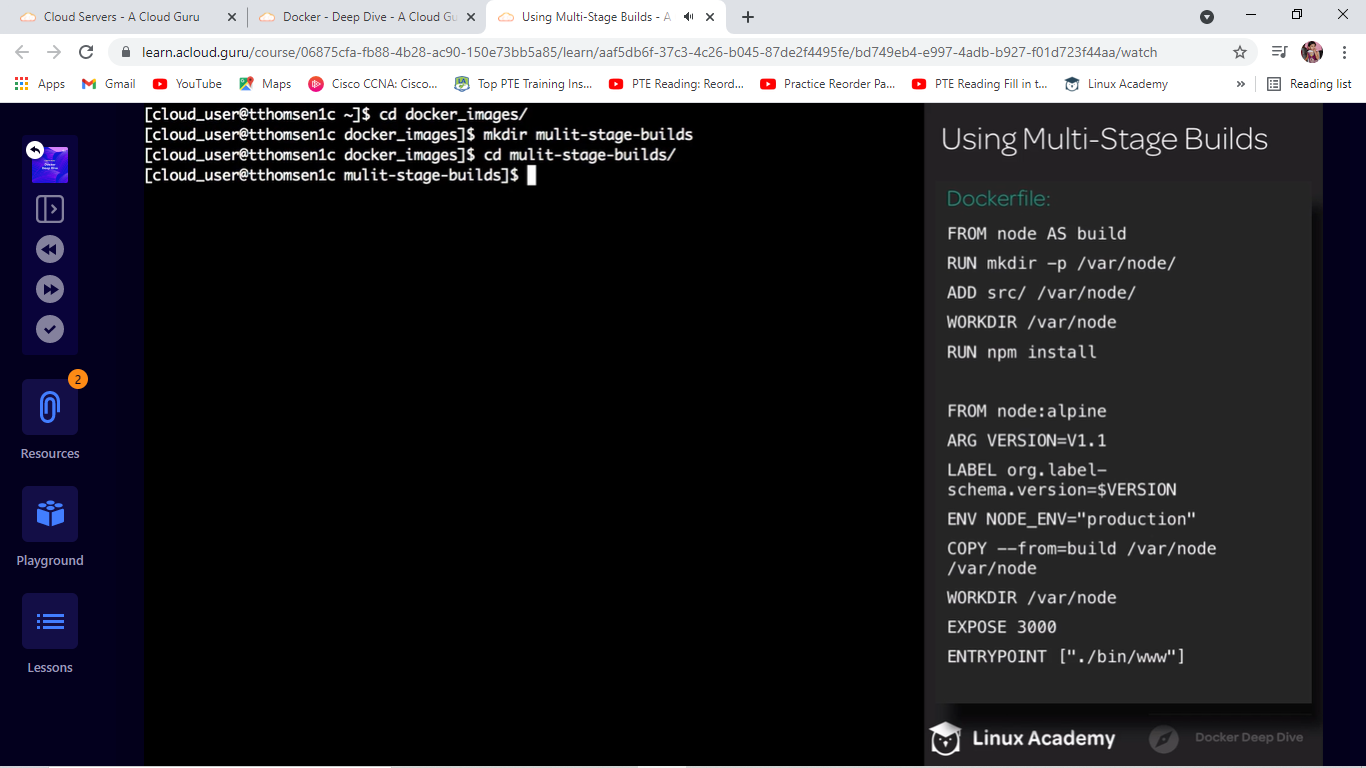 Cloud Servers - A Cloud Guru
Docker - Deep Dive - A Cloud Gu
Using Multi-Stage Builds - A
learn.acloud.guru/course/06875cfa-fb88-4b28-ac90-150e73bb5a85/learn/aaf5db6f-37c3-4c26-b045-87de2f4495fe/bd749eb4-e997-4adb-b927-f01d723f44aa/watch
Apps
Gmail
YouTube
Maps
Cisco CCNA: Cisco...
Top PTE Training Ins...
PTE Reading: Reord...
Practice Reorder Pa...
PTE Reading Fill in t...
Linux Academy
»
Reading list
2
Resources
Playground
Lessons
[cloud_user@tthomsen1c ~]$ cd docker_images/
[cloud_user@tthomsen1c docker_images]$ mkdir mulit-stage-builds
[cloud_user@tthomsen1c docker_images]$ cd mulit-stage-builds/
[cloud_user@tthomsen1c mulit-stage-builds]$
Using Multi-Stage Builds
Dockerfile:
FROM node AS build
RUN mkdir -p /var/node/
ADD src/ /var/node/
WORKDIR /var/node
RUN npm install
FROM node:alpine
ARG VERSION=V1.1
LABEL org.label-
schema.version=$VERSION
ENV NODE_ENV="production"
COPY --from=build /var/node
/var/node
WORKDIR /var/node
EXPOSE 3000
ENTRYPOINT ["./bin/www"]
Linux Academy
Docker Deep Dive